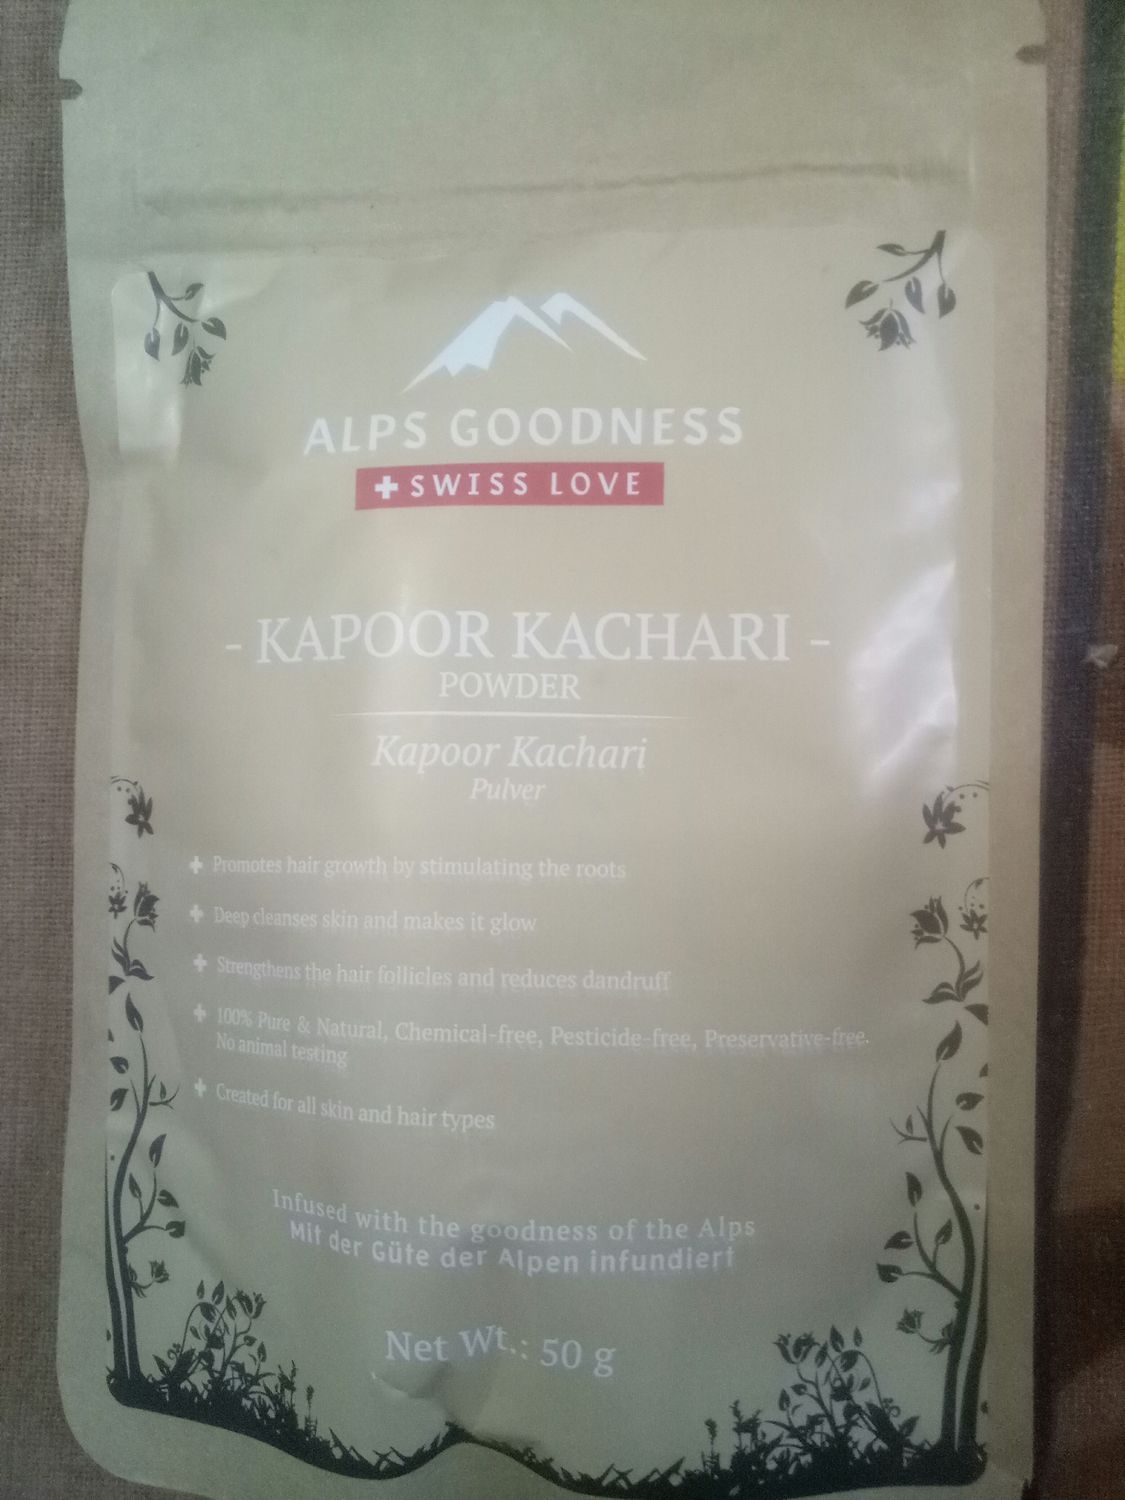 ALPS GOODNESS
SWISS LOVE
- KAPOOR KACHARI -
POWDER
Kapoor Kachari
Pulver
Promotes hair growth by stimulating the roots
Deep cleanses skin and makes it glow
Strengthens the hair follicles and reduces dandruff
100% Pure & Natural, Chemical-free, Pesticide-free, Preservative-free.
No animal testing
Created for all skin and hair types
Infused with the goodness of the Alps
Mit der Güte der Alpen infundiert
Net Wt.: 50 g